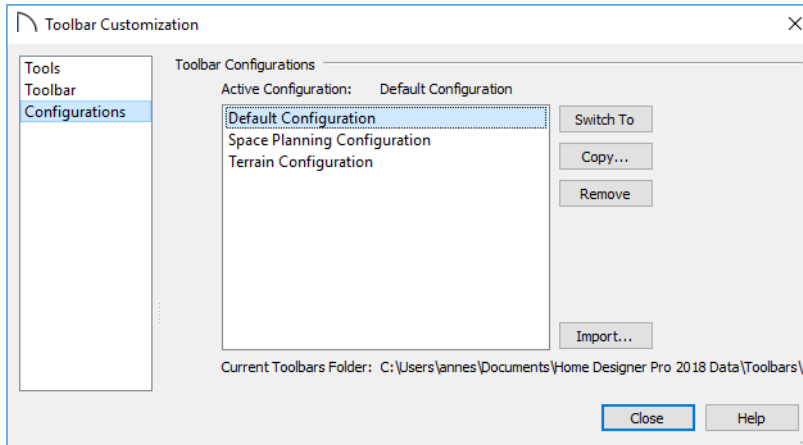 Toolbar Customization
Tools
Toolbar
Configurations
Toolbar Configurations
Active Configuration: Default Configuration
Default Configuration
Space Planning Configuration
Terrain Configuration
Switch To
Copy...
Remove
Import...
Current Toolbars Folder: C:\Users\annes\Documents\Home Designer Pro 2018 Data\Toolbars\
Close
Help